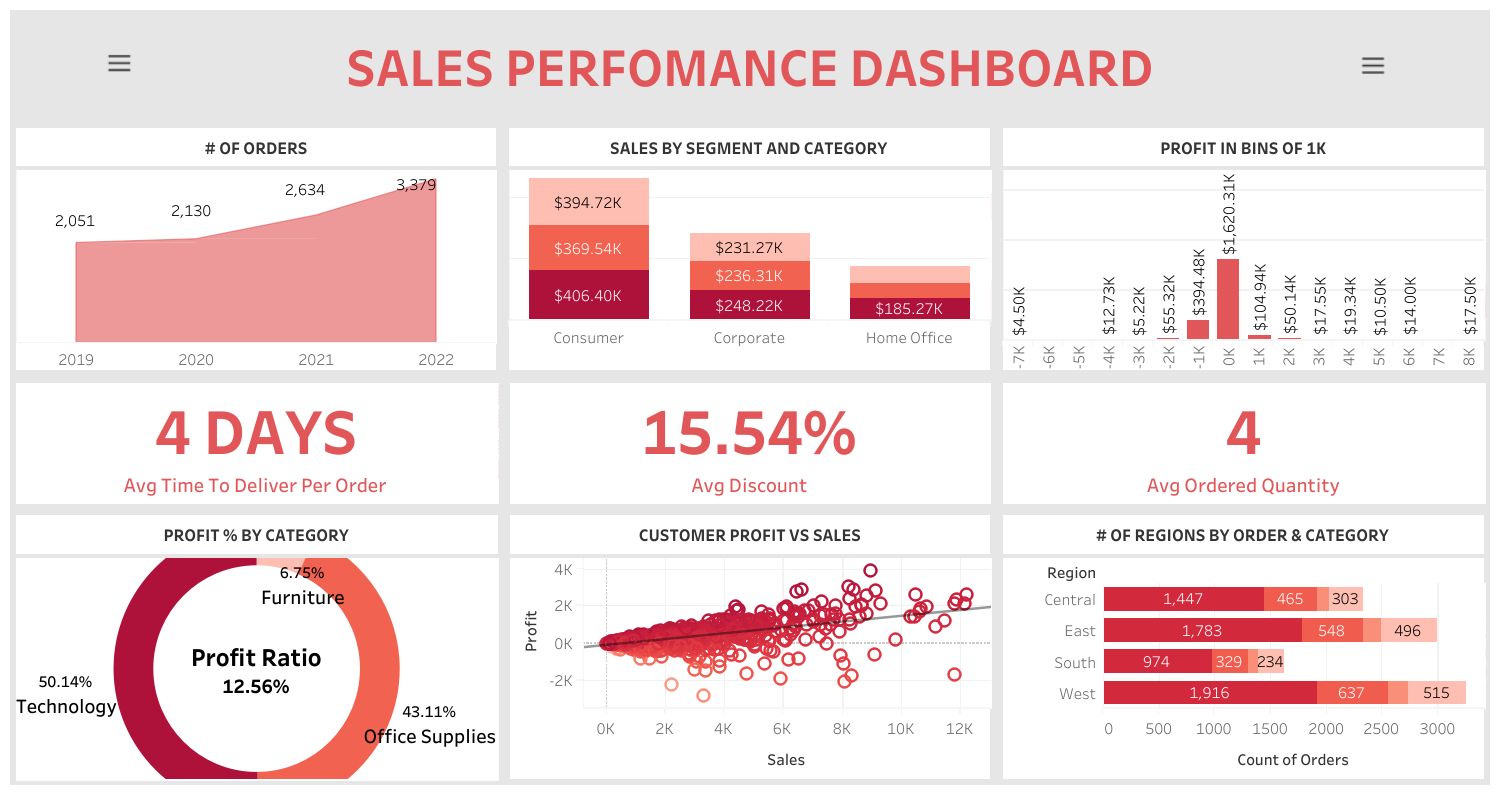 SALES PERFOMANCE DASHBOARD
# OF ORDERS
2,051
2,130
2,634
3,379
2019 2020 2021 2022
SALES BY SEGMENT AND CATEGORY
$394.72K
$369.54K
$406.40K
$231.27K
$236.31K
$248.22K
$185.27K
Consumer Corporate Home Office
PROFIT IN BINS OF 1K
$4.50K $12.73K $5.22K $55.32K $394.48K $1,620.31K $104.94K $50.14K $17.55K $19.34K $10.50K $14.00K $17.50K
-7K -6K -5K -4K -3K -2K -1K 0K 1K 2K 3K 4K 5K 6K 7K 8K
4 DAYS
Avg Time To Deliver Per Order
15.54%
Avg Discount
4
Avg Ordered Quantity
PROFIT % BY CATEGORY
6.75%
Furniture
Profit Ratio
12.56%
50.14%
Technology
43.11%
Office Supplies
CUSTOMER PROFIT VS SALES
Profit
4K
2K
0K
-2K
0K 2K 4K 6K 8K 10K 12K
Sales
# OF REGIONS BY ORDER & CATEGORY
Region
Central 1,447 465 303
East 1,783 548 496
South 974 329 234
West 1,916 637 515
0 500 1000 1500 2000 2500 3000
Count of Orders